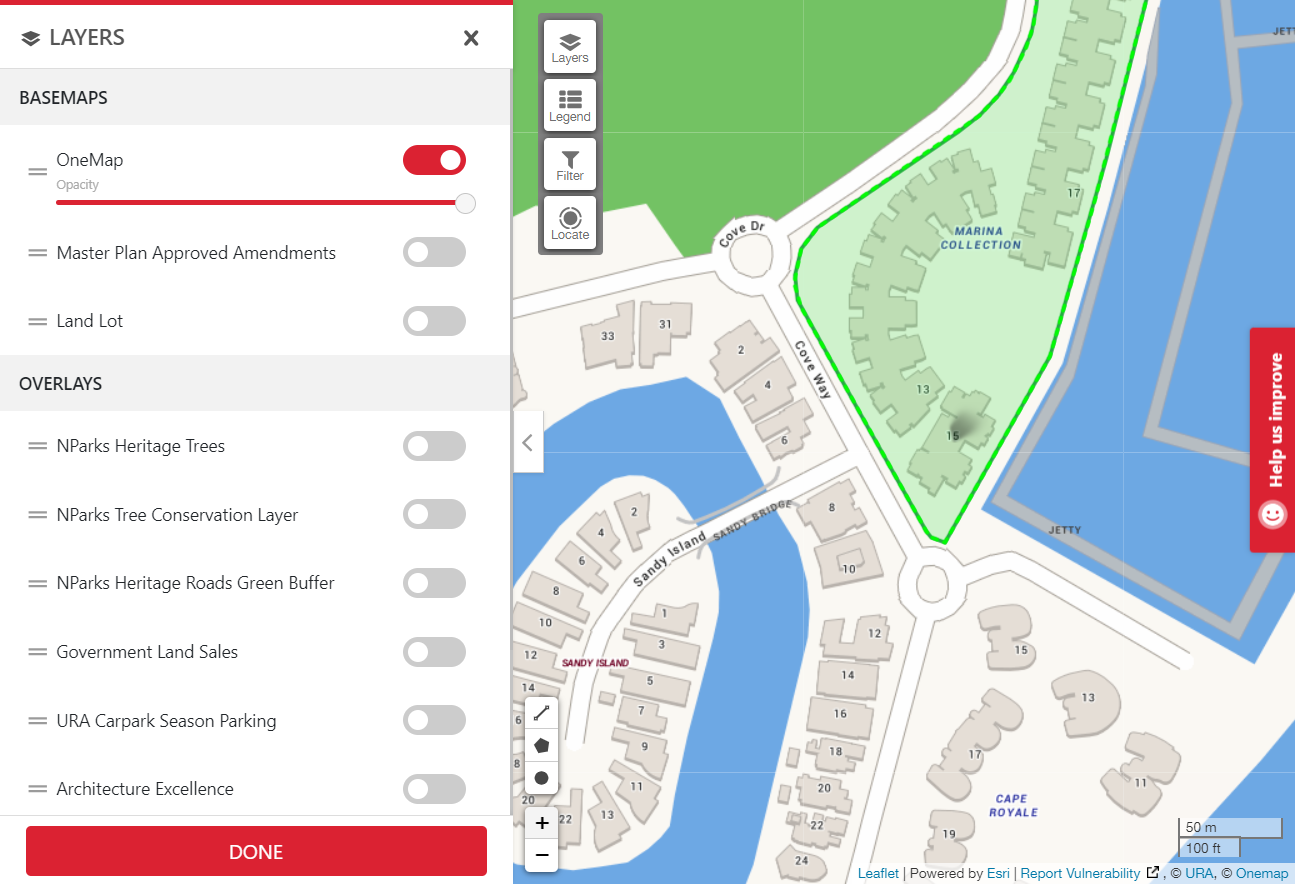 LAYERS
BASEMAPS
OneMap
Opacity
Master Plan Approved Amendments
Land Lot
OVERLAYS
NParks Heritage Trees
NParks Tree Conservation Layer
NParks Heritage Roads Green Buffer
Government Land Sales
URA Carpark Season Parking
Architecture Excellence
DONE
Layers
Legend
Filter
Locate
JETTY
17
Cove Dr
MARINA
COLLECTION
33
31
2
Cove Way
4
13
6
15
8
SANDY BRIDGE
Sandy Island
JETTY
2
4
6
8
10
10
1
12
3
15
12
SANDY ISLAND
14
5
14
13
6
7
16
9
18
17
8
11
11
20
20
CAPE
ROYALE
22
13
22
19
24
Help us improve
+
−
50 m
100 ft
Leaflet | Powered by Esri | Report Vulnerability , © URA, © Onemap